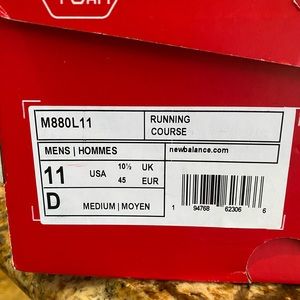 FOAM
M880L11
RUNNING
COURSE
MENS | HOMMES
newbalance.com
11 USA 10½ UK
45 EUR
D MEDIUM | MOYEN
1 94768 62306 6